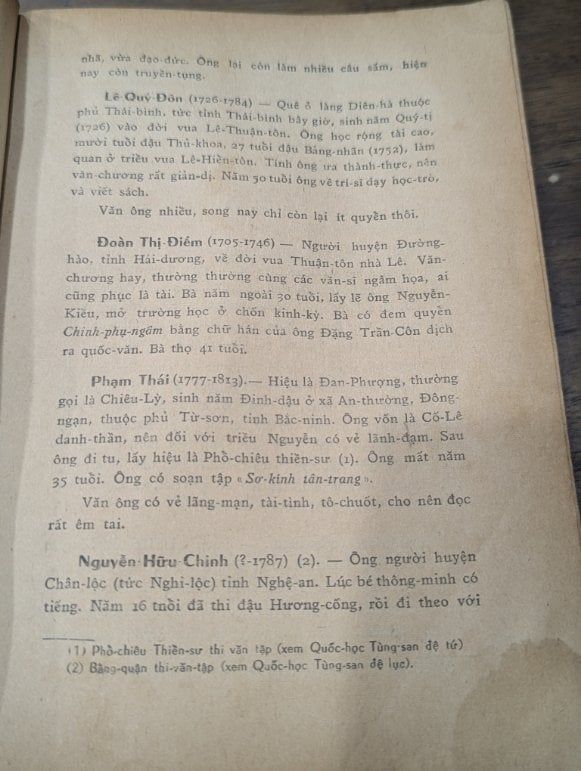 nhã, vừa đạo-đức. Ông lại còn làm nhiều câu sấm, hiện
nay còn truyền-tụng.
Lê-Quý-Đôn (1726-1784) — Quê ở làng Diên-hà thuộc
phủ Thái-bình, tức tỉnh Thái-bình bây giờ, sinh năm Quý-tị
(1726) vào đời vua Lê-Thuận-tôn. Ông học rộng tài cao,
mười tuổi đậu Thủ-khoa, 27 tuổi đậu Bảng-nhãn (1752), làm
quan ở triều vua Lê-Hiển-tôn. Tính ông ưa thành-thực, nên
văn-chương rất giản-dị. Năm 50 tuổi ông về trí-sĩ dạy học-trò,
và viết sách.
Văn ông nhiều, song nay chỉ còn lại ít quyển thôi.
Đoàn Thị-Điểm (1705-1746) — Người huyện Đường-
hào, tỉnh Hải-dương, về đời vua Thuận-tôn nhà Lê. Văn-
chương hay, thường thường cùng các văn-sĩ ngâm họa, ai
cũng phục là tài. Bà năm ngoài 30 tuổi, lấy lẽ ông Nguyễn-
Kiều, mở trường học ở chốn kinh-kỳ. Bà có đem quyển
Chinh-phụ-ngâm bằng chữ hán của ông Đặng Trần-Côn dịch
ra quốc-văn. Bà thọ 41 tuổi.
Phạm Thái (1777-1813).— Hiệu là Đan-Phượng, thường
gọi là Chiêu-Lỳ, sinh năm Đinh-dậu ở xã An-thường, Đông-
ngạn, thuộc phủ Từ-sơn, tỉnh Bắc-ninh. Ông vốn là Cố-Lê
danh-thần, nên đối với triều Nguyễn có vẻ lãnh-đạm. Sau
ông đi tu, lấy hiệu là Phổ-chiêu thiền-sư (1). Ông mất năm
35 tuổi. Ông có soạn tập « Sơ-kính tân-trang ».
Văn ông có vẻ lãng-mạn, tài-tình, tô-chuốt, cho nên đọc
rất êm tai.
Nguyễn-Hữu-Chỉnh (?-1787) (2). — Ông người huyện
Chân-lộc (tức Nghi-lộc) tỉnh Nghệ-an. Lúc bé thông-minh có
tiếng. Năm 16 tnồi đã thi đậu Hương-cống, rồi đi theo với
(1) Phổ-chiêu Thiền-sư thi văn tập (xem Quốc-học Tùng-san đệ tứ)
(2) Bằng-quận thi-văn-tập (xem Quốc-học Tùng-san đệ lục).